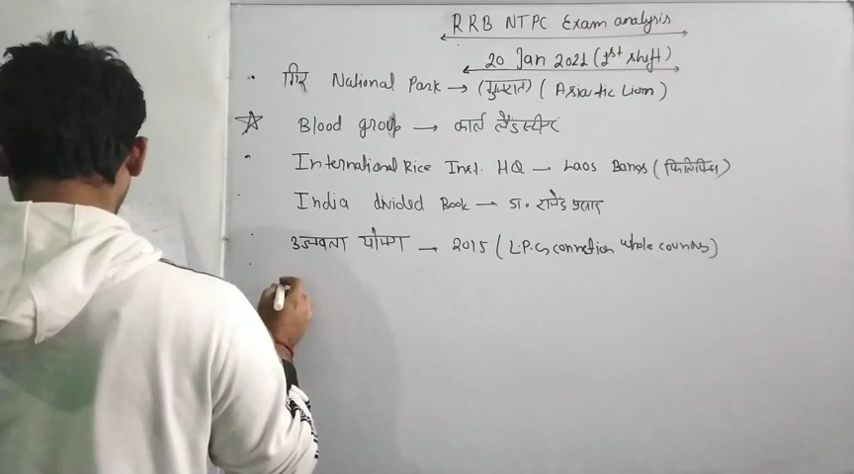 RRB NTPC Exam analysis
20 Jan 2021 (1st shift)
गिर National Park → (गुजरात) (Asiatic Lion)
Blood group → कार्ल लैंडस्टीनर
International Rice Inst. HQ — Laos Banos (फिलिपिंस)
India divided Book — डा. राजेंद्र प्रसाद
उज्जवला योजना — 2015 (L.P.G connection whole country)